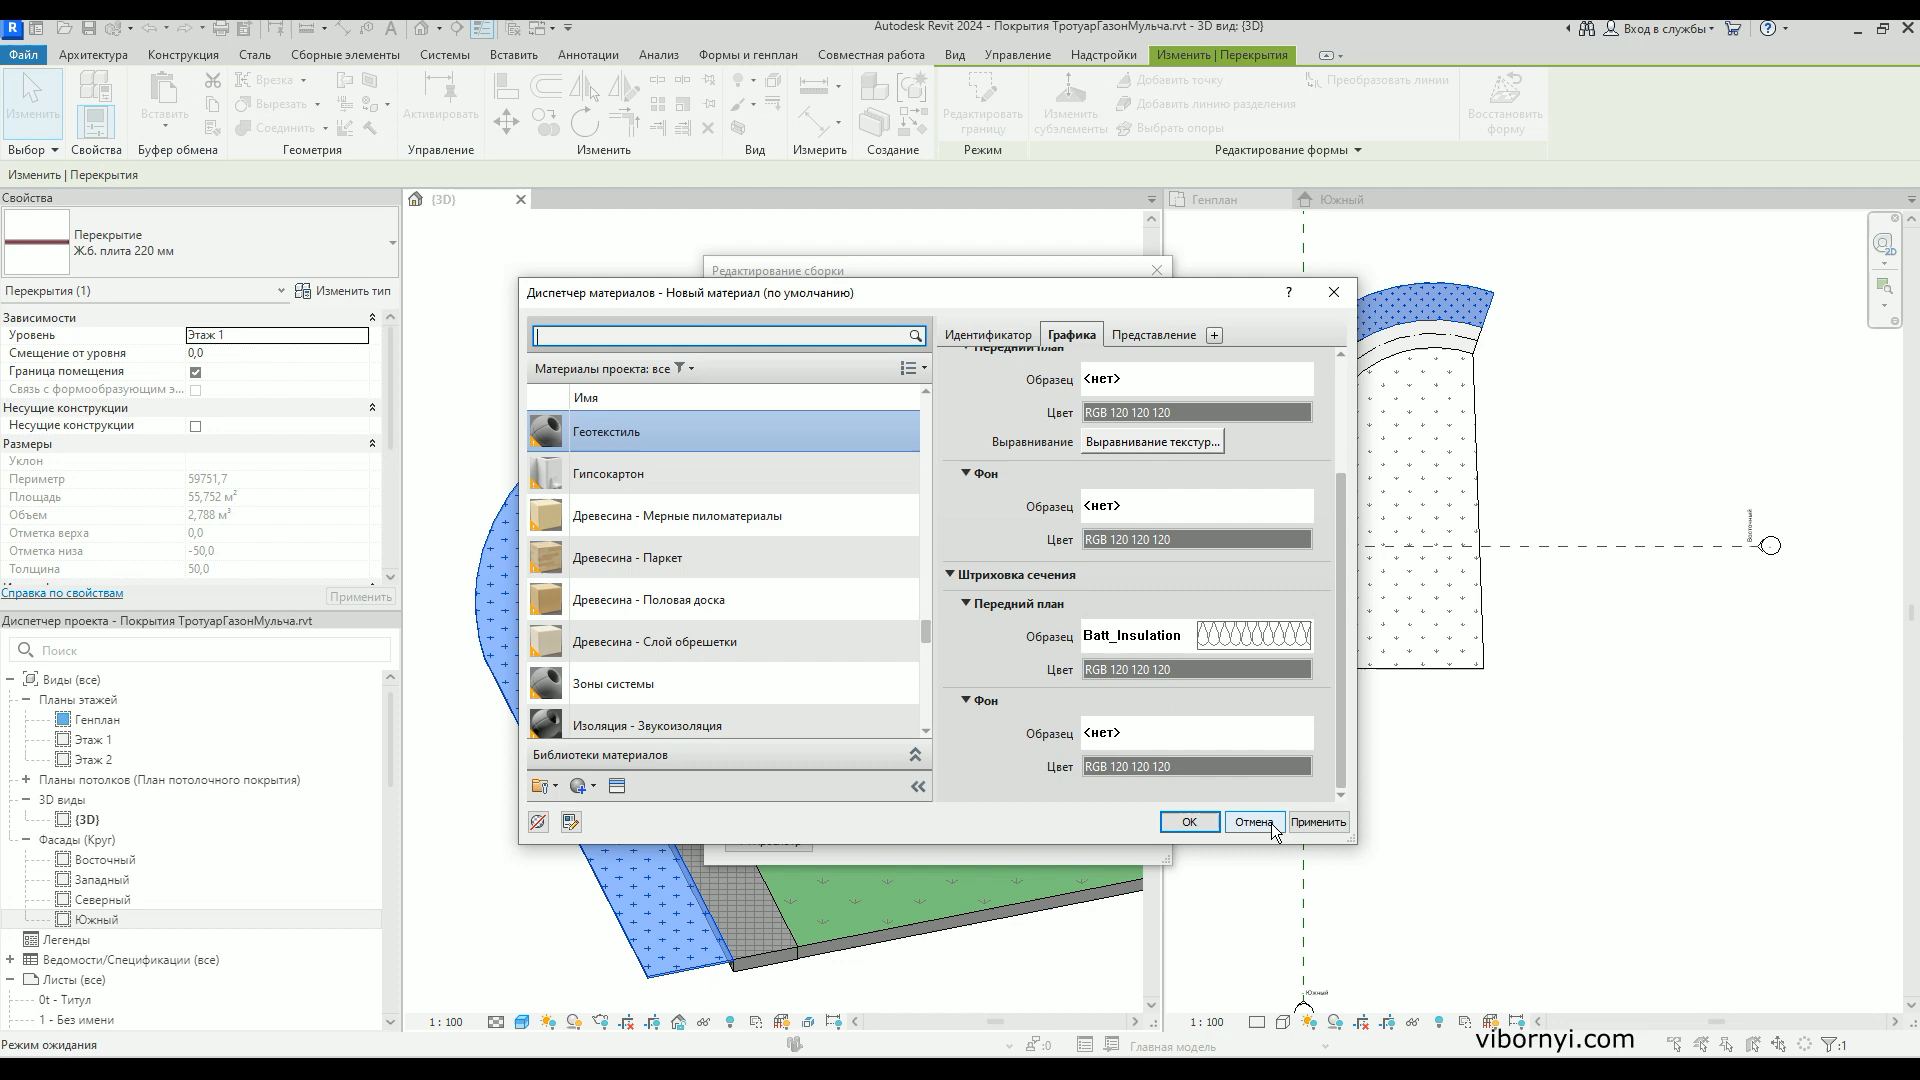 Autodesk Revit 2024 - Покрытия ТротуарГазонМульча.rvt - 3D вид: {3D}
Вход в службы
Файл Архитектура Конструкция Сталь Сборные элементы Системы Вставить Аннотации Анализ Формы и генплан Совместная работа Вид Управление Надстройки Изменить | Перекрытия
Изменить
Вставить
Врезка
Вырезать
Соединить
Активировать
Редактировать границу
Изменить субэлементы
Добавить точку
Добавить линию разделения
Выбрать опоры
Преобразовать линии
Восстановить форму
Выбор Свойства Буфер обмена Геометрия Управление Изменить Вид Измерить Создание Режим Редактирование формы
Изменить | Перекрытия
Свойства
Перекрытие
Ж.б. плита 220 мм
Перекрытия (1) Изменить тип
Зависимости
Уровень Этаж 1
Смещение от уровня 0,0
Граница помещения
Связь с формообразующим э...
Несущие конструкции
Несущие конструкции
Размеры
Уклон
Периметр 59751,7
Площадь 55,752 м²
Объем 2,788 м³
Отметка верха 0,0
Отметка низа -50,0
Толщина 50,0
Справка по свойствам Применить
Диспетчер проекта - Покрытия ТротуарГазонМульча.rvt
Поиск
Виды (все)
Планы этажей
Генплан
Этаж 1
Этаж 2
Планы потолков (План потолочного покрытия)
3D виды
{3D}
Фасады (Круг)
Восточный
Западный
Северный
Южный
Легенды
Ведомости/Спецификации (все)
Листы (все)
0t - Титул
1 - Без имени
Режим ожидания
{3D}
Генплан
Южный
Редактирование сборки
Диспетчер материалов - Новый материал (по умолчанию)
Материалы проекта: все
Имя
Геотекстиль
Гипсокартон
Древесина - Мерные пиломатериалы
Древесина - Паркет
Древесина - Половая доска
Древесина - Слой обрешетки
Зоны системы
Изоляция - Звукоизоляция
Библиотеки материалов
Идентификатор Графика Представление
Передний план
Образец <нет>
Цвет RGB 120 120 120
Выравнивание Выравнивание текстур...
Фон
Образец <нет>
Цвет RGB 120 120 120
Штриховка сечения
Передний план
Образец Batt_Insulation
Цвет RGB 120 120 120
Фон
Образец <нет>
Цвет RGB 120 120 120
ОК Отмена Применить
Восточный
Южный
1 : 100
1 : 100
:0
Главная модель
vibornyi.com
:1